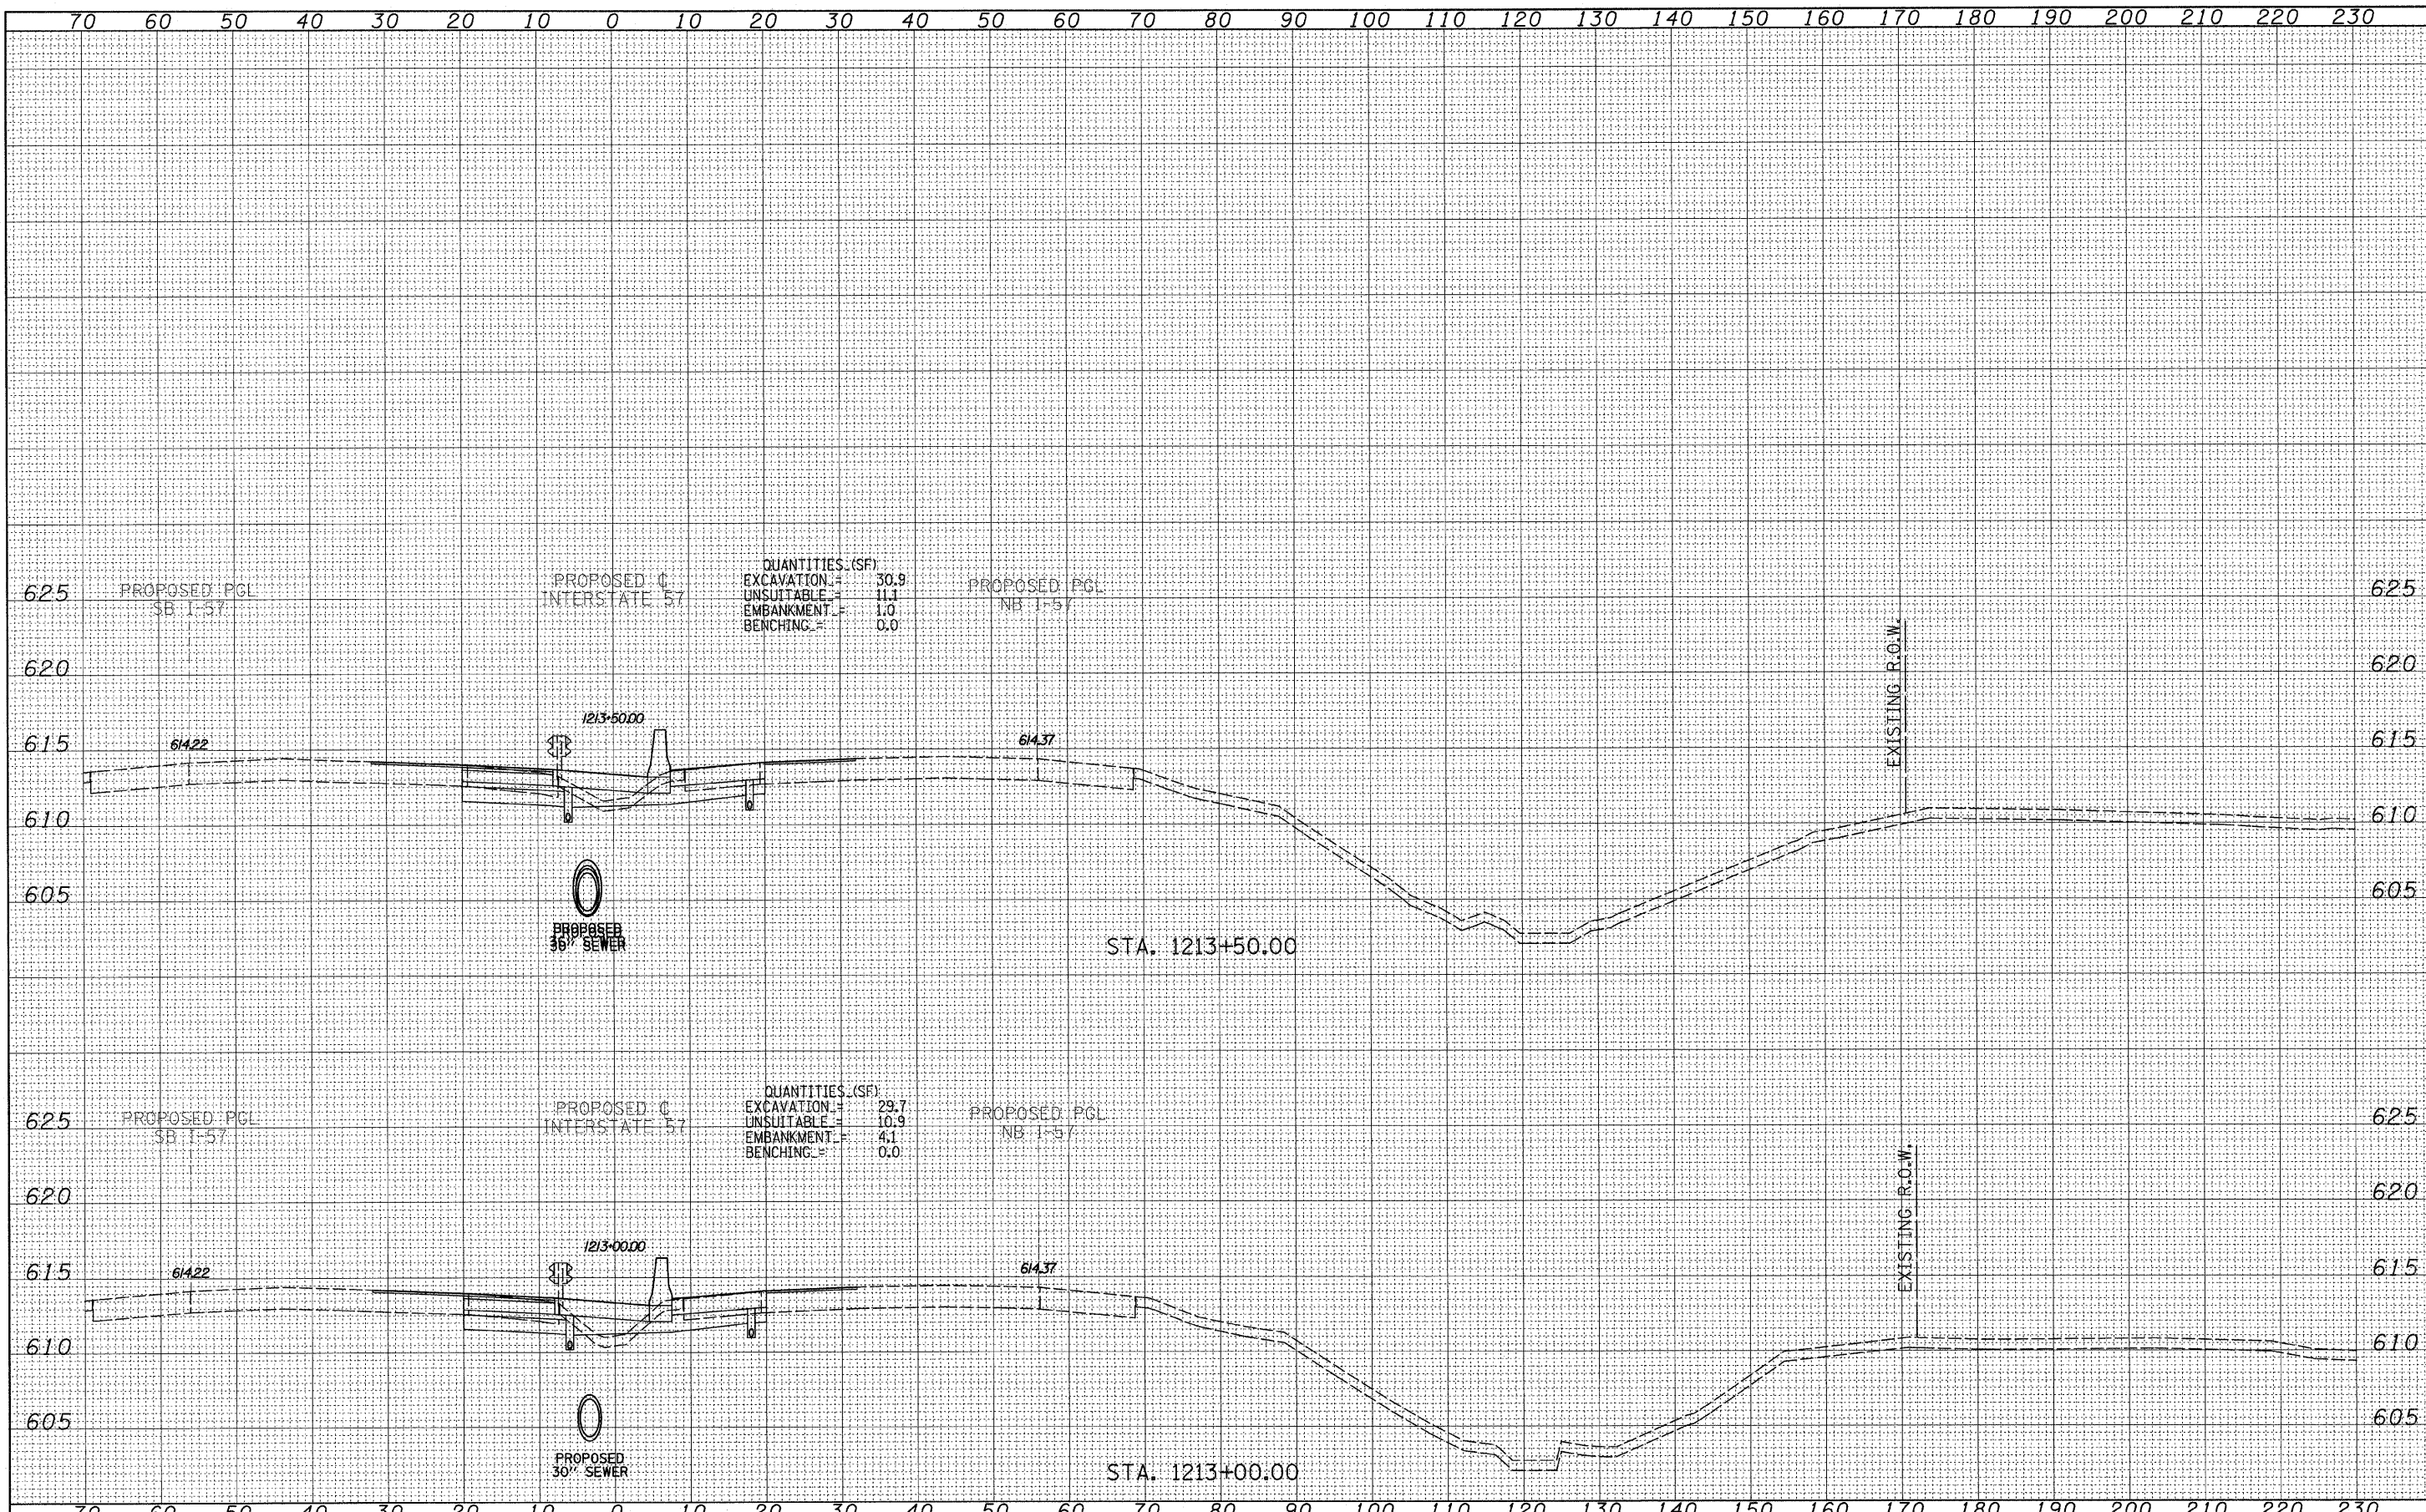 70 60 50 40 30 20 10 0 10 20 30 40 50 60 70 80 90 100 110 120 130 140 150 160 170 180 190 200 210 220 230
QUANTITIES (SF)
EXCAVATION = 30.9
UNSUITABLE = 11.1
EMBANKMENT = 1.0
BENCHING = 0.0
PROPOSED PGL
SB I-57
PROPOSED ℄
INTERSTATE 57
PROPOSED PGL
NB I-57
625 625
EXISTING R.O.W.
620 620
1213+50.00
615 614.22 614.37 615
610 610
605 605
PROPOSED
36" SEWER
STA. 1213+50.00
QUANTITIES (SF)
EXCAVATION = 29.7
UNSUITABLE = 10.9
EMBANKMENT = 4.1
BENCHING = 0.0
PROPOSED PGL
SB I-57
PROPOSED ℄
INTERSTATE 57
PROPOSED PGL
NB I-57
625 625
EXISTING R.O.W.
620 620
1213+00.00
615 614.22 614.37 615
610 610
605 605
PROPOSED
30" SEWER
STA. 1213+00.00
70 60 50 40 30 20 10 0 10 20 30 40 50 60 70 80 90 100 110 120 130 140 150 160 170 180 190 200 210 220 230